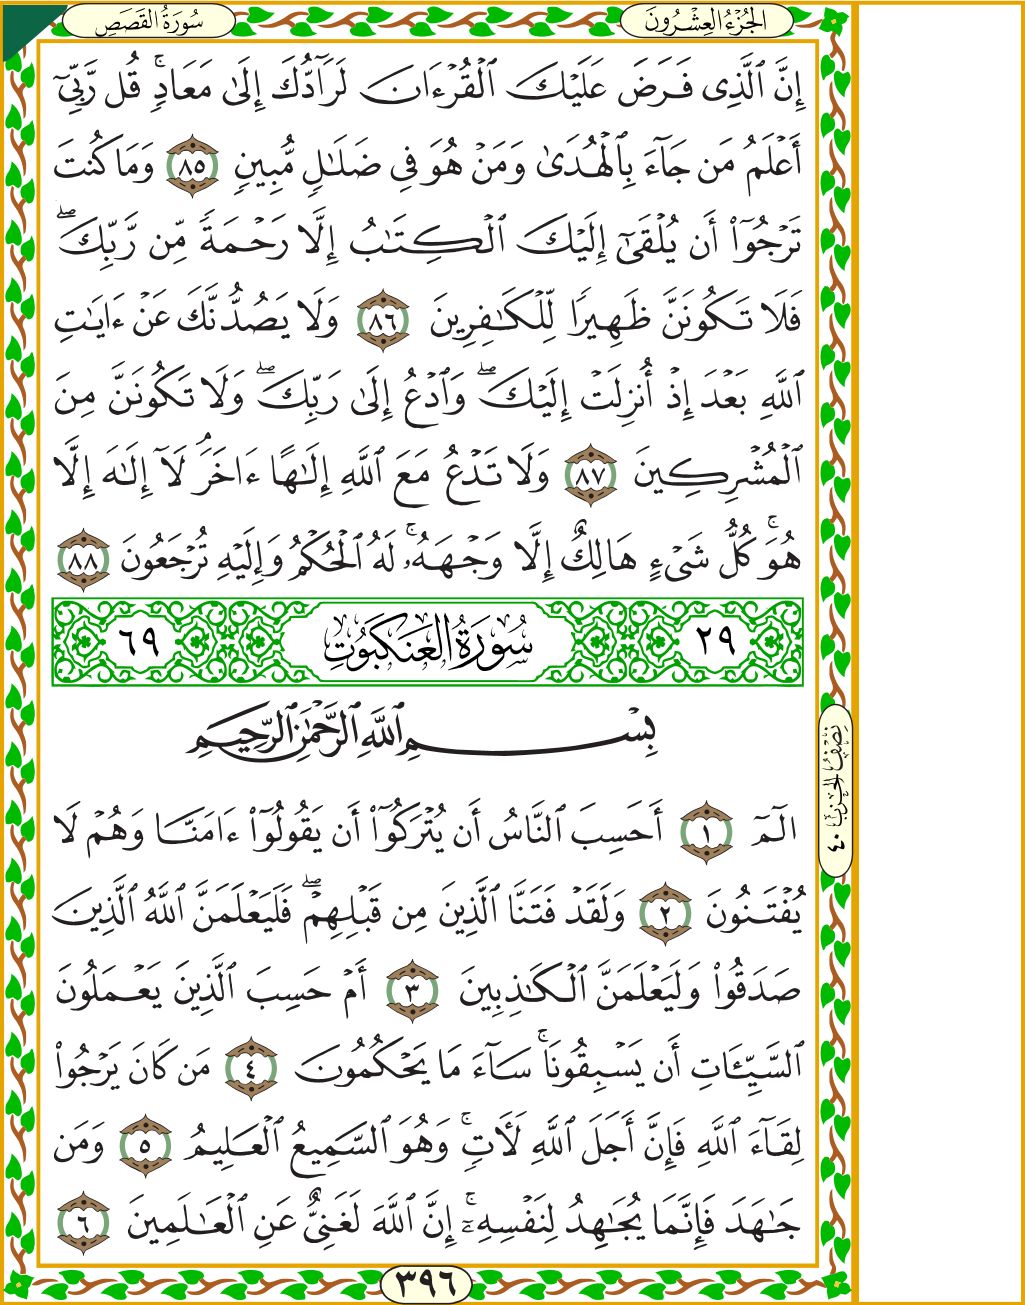 سُورَةُ القَصَصِ
الجُزْءُ العِشْرُونَ
إِنَّ ٱلَّذِى فَرَضَ عَلَيْكَ ٱلْقُرْءَانَ لَرَآدُّكَ إِلَىٰ مَعَادٍ ۚ قُل رَّبِّىٓ
أَعْلَمُ مَن جَآءَ بِٱلْهُدَىٰ وَمَنْ هُوَ فِى ضَلَـٰلٍ مُّبِينٍ ٨٥ وَمَا كُنتَ
تَرْجُوٓا۟ أَن يُلْقَىٰٓ إِلَيْكَ ٱلْكِتَـٰبُ إِلَّا رَحْمَةً مِّن رَّبِّكَ ۖ
فَلَا تَكُونَنَّ ظَهِيرًا لِّلْكَـٰفِرِينَ ٨٦ وَلَا يَصُدُّنَّكَ عَنْ ءَايَـٰتِ
ٱللَّهِ بَعْدَ إِذْ أُنزِلَتْ إِلَيْكَ ۖ وَٱدْعُ إِلَىٰ رَبِّكَ ۖ وَلَا تَكُونَنَّ مِنَ
ٱلْمُشْرِكِينَ ٨٧ وَلَا تَدْعُ مَعَ ٱللَّهِ إِلَـٰهًا ءَاخَرَ ۘ لَآ إِلَـٰهَ إِلَّا
هُوَ ۚ كُلُّ شَىْءٍ هَالِكٌ إِلَّا وَجْهَهُۥ ۚ لَهُ ٱلْحُكْمُ وَإِلَيْهِ تُرْجَعُونَ ٨٨
٢٩ سُورَةُ العَنكَبُوتِ ٦٩
بِسْمِ ٱللَّهِ ٱلرَّحْمَـٰنِ ٱلرَّحِيمِ
الٓمٓ ١ أَحَسِبَ ٱلنَّاسُ أَن يُتْرَكُوٓا۟ أَن يَقُولُوٓا۟ ءَامَنَّا وَهُمْ لَا
يُفْتَنُونَ ٢ وَلَقَدْ فَتَنَّا ٱلَّذِينَ مِن قَبْلِهِمْ ۖ فَلَيَعْلَمَنَّ ٱللَّهُ ٱلَّذِينَ
صَدَقُوا۟ وَلَيَعْلَمَنَّ ٱلْكَـٰذِبِينَ ٣ أَمْ حَسِبَ ٱلَّذِينَ يَعْمَلُونَ
ٱلسَّيِّـَٔاتِ أَن يَسْبِقُونَا ۚ سَآءَ مَا يَحْكُمُونَ ٤ مَن كَانَ يَرْجُوا۟
لِقَآءَ ٱللَّهِ فَإِنَّ أَجَلَ ٱللَّهِ لَـَٔاتٍ ۚ وَهُوَ ٱلسَّمِيعُ ٱلْعَلِيمُ ٥ وَمَن
جَـٰهَدَ فَإِنَّمَا يُجَـٰهِدُ لِنَفْسِهِۦٓ ۚ إِنَّ ٱللَّهَ لَغَنِىٌّ عَنِ ٱلْعَـٰلَمِينَ ٦
نِصْفُ الحِزْبِ ٤٠
٣٩٦